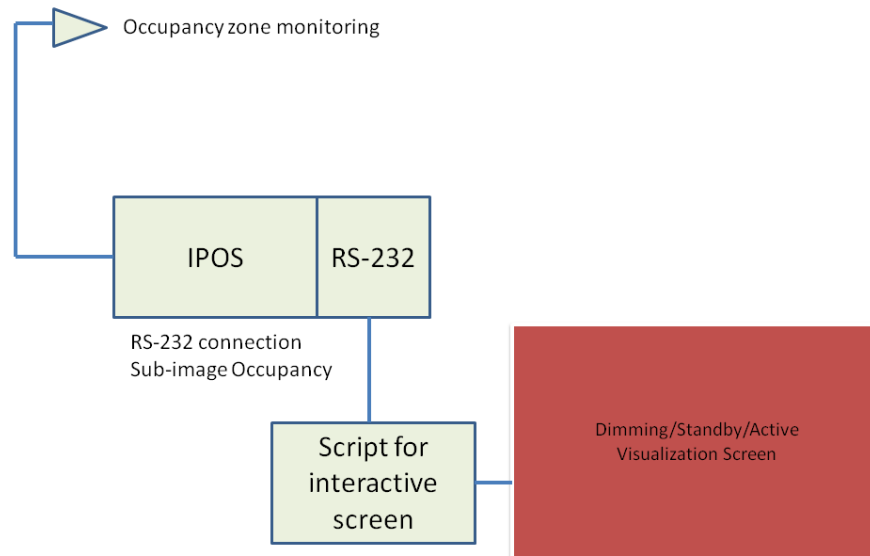 Occupancy zone monitoring
IPOS
RS-232
RS-232 connection
Sub-image Occupancy
Script for
interactive
screen
Dimming/Standby/Active
Visualization Screen